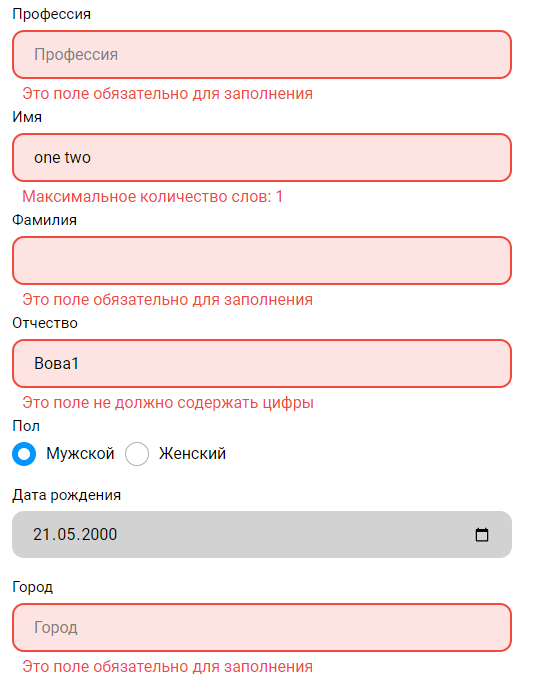 Профессия
Профессия
Это поле обязательно для заполнения
Имя
one two
Максимальное количество слов: 1
Фамилия
Это поле обязательно для заполнения
Отчество
Вова1
Это поле не должно содержать цифры
Пол
Мужской Женский
Дата рождения
21.05.2000
Город
Город
Это поле обязательно для заполнения